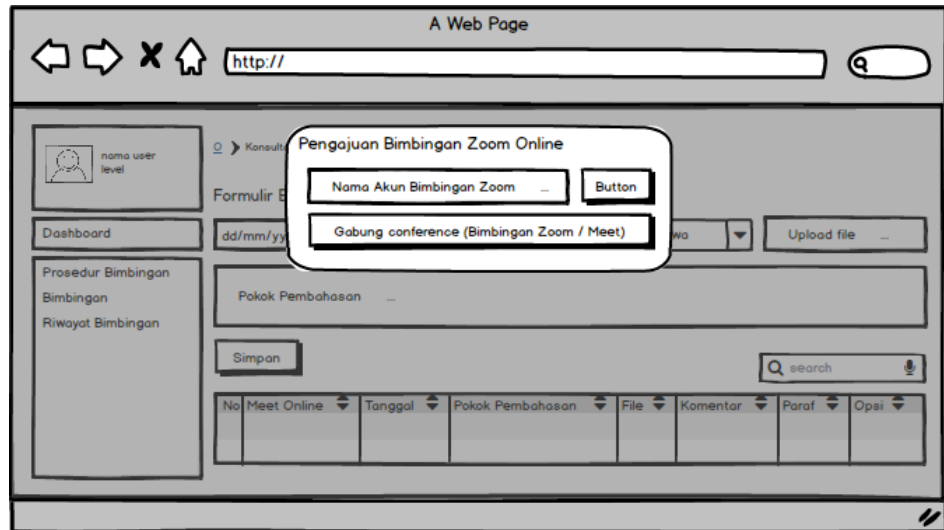 A Web Page
http://
nama user
level
Dashboard
Prosedur Bimbingan
Bimbingan
Riwayat Bimbingan
Pengajuan Bimbingan Zoom Online
Nama Akun Bimbingan Zoom ... Button
Gabung conference (Bimbingan Zoom / Meet)
Formulir
dd/mm/yy Upload file ...
Pokok Pembahasan ...
Simpan
search
No Meet Online Tanggal Pokok Pembahasan File Komentar Paraf Opsi